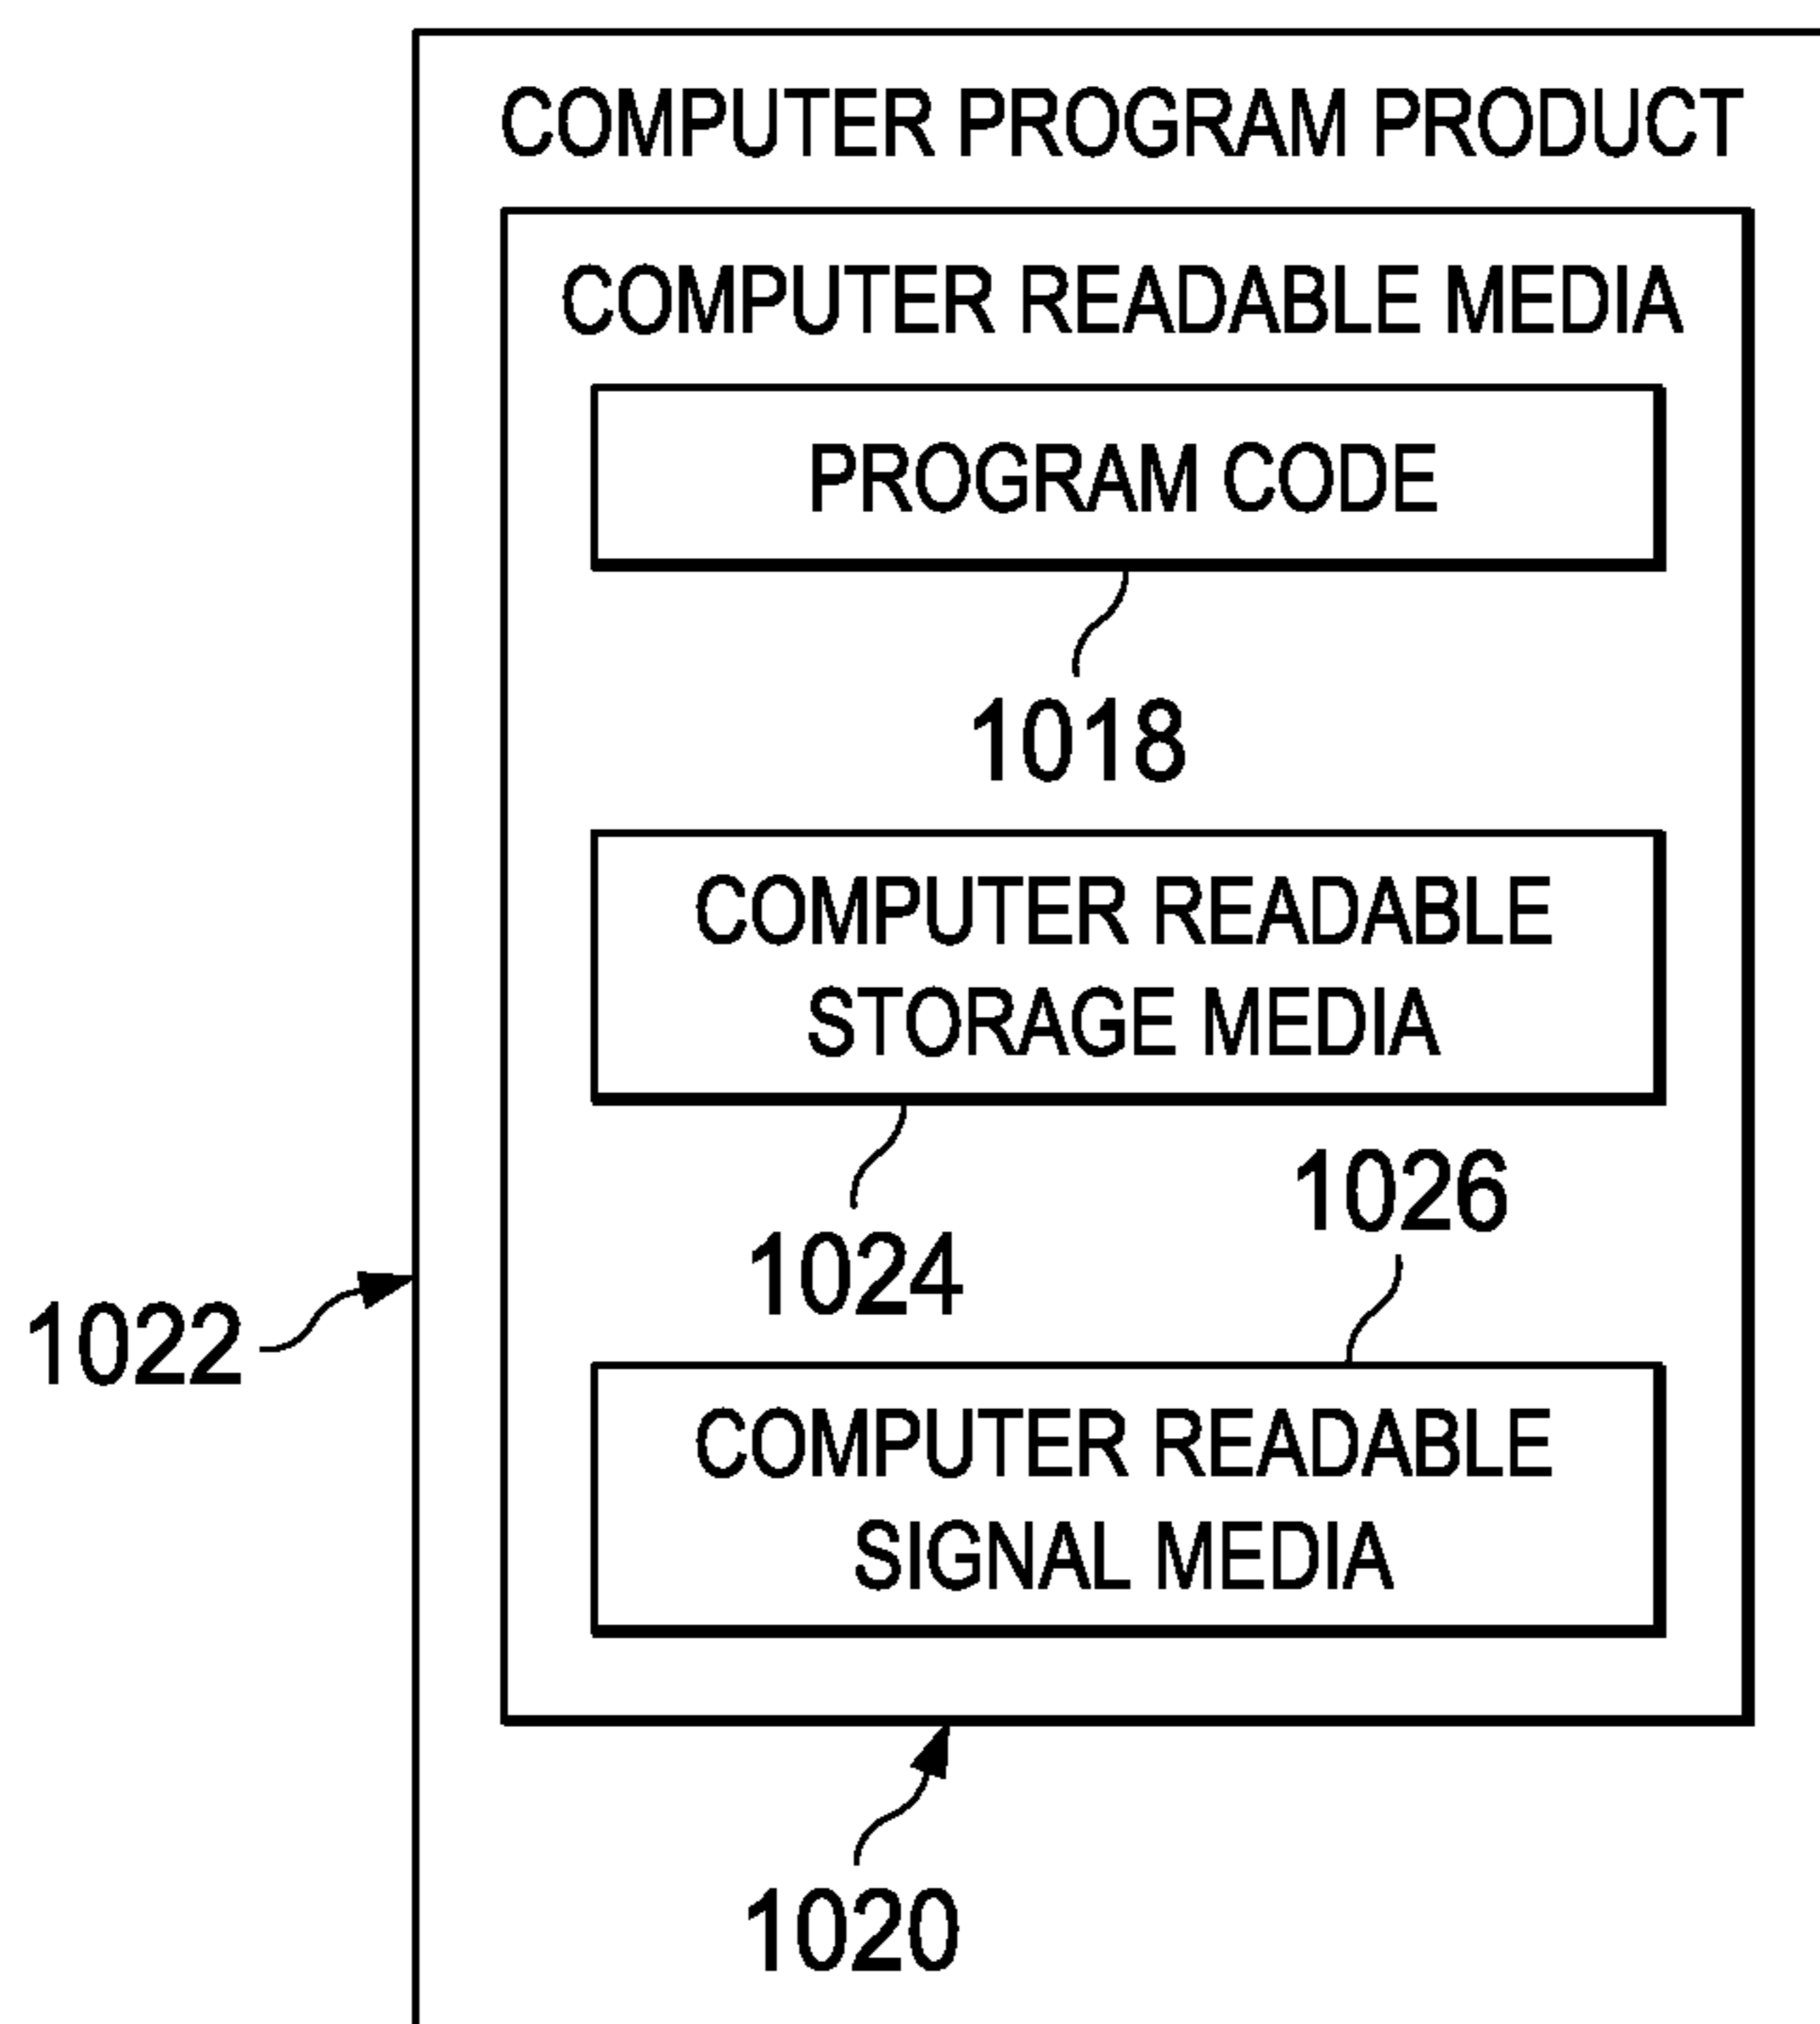 COMPUTER PROGRAM PRODUCT
COMPUTER READABLE MEDIA
PROGRAM CODE
1018
COMPUTER READABLE
STORAGE MEDIA
1026
1024
1022
COMPUTER READABLE
SIGNAL MEDIA
1020